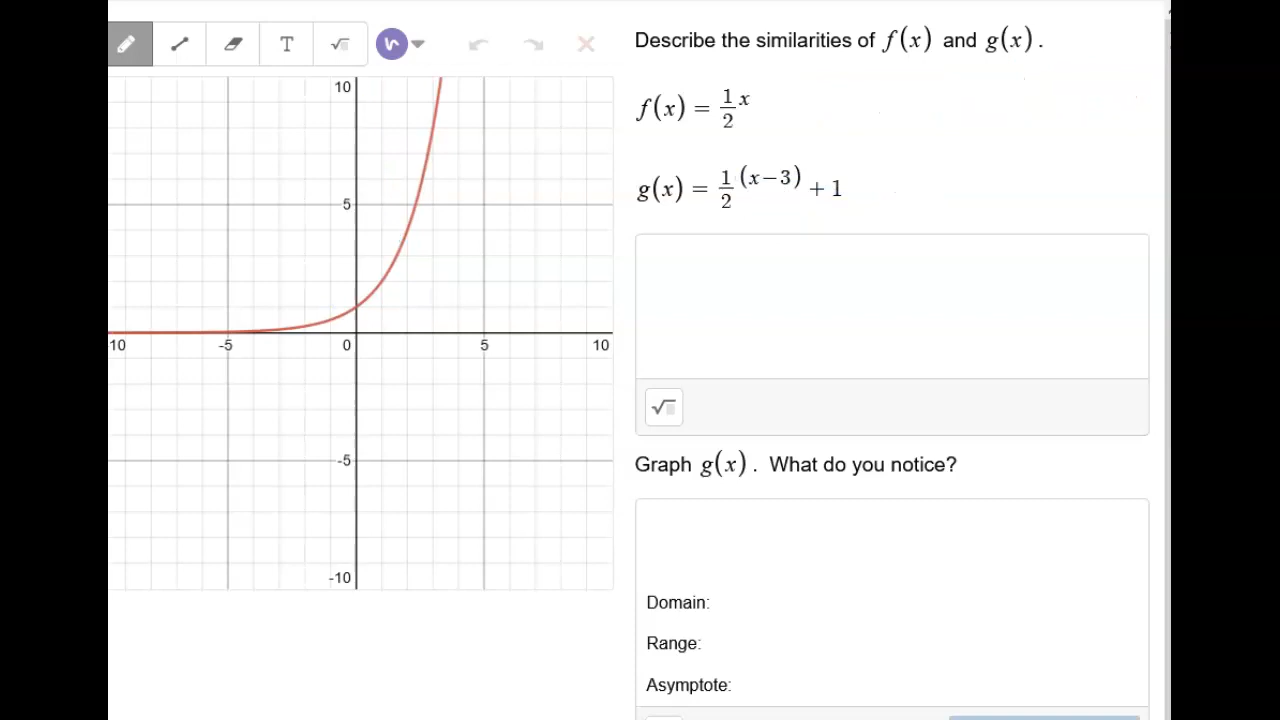 T √
Describe the similarities of f(x) and g(x).
f(x) = 1/2^x
g(x) = 1/2^(x−3) + 1
10
5
10 -5 0 5 10
-5
-10
√
Graph g(x). What do you notice?
Domain:
Range:
Asymptote: